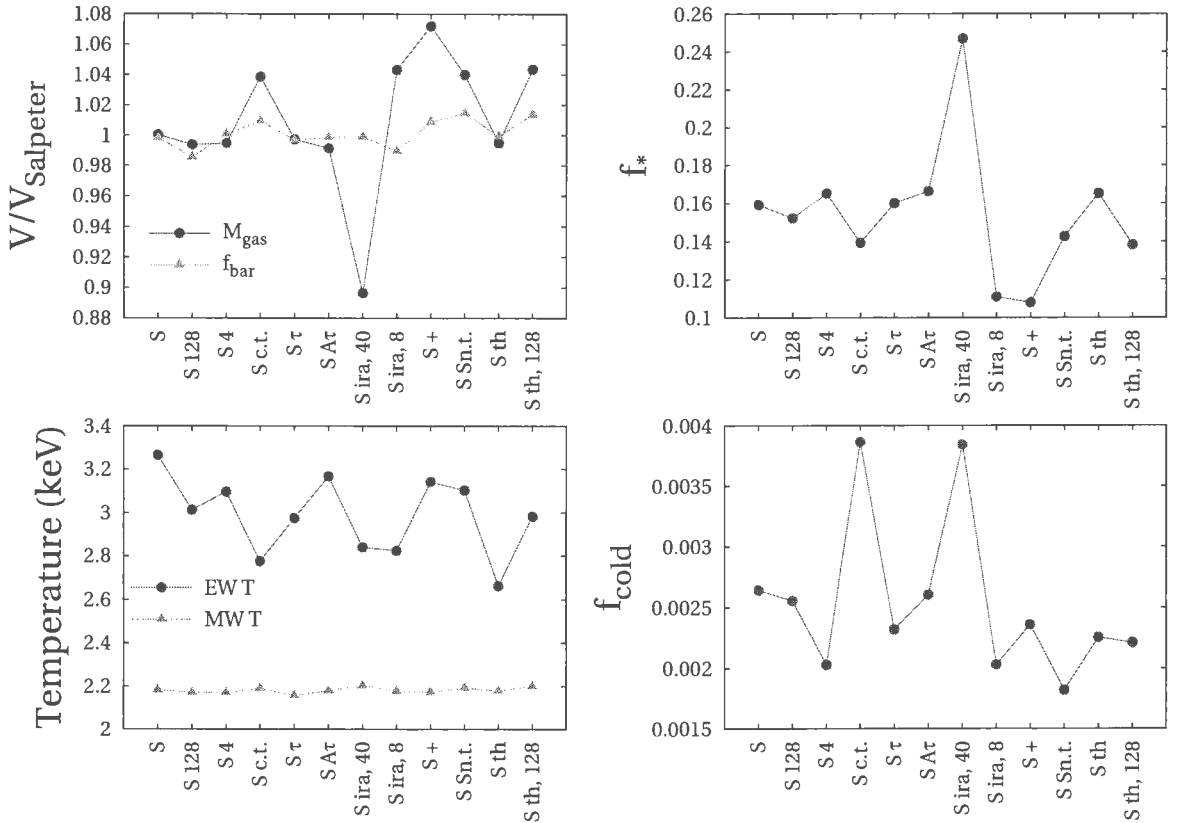 V/V_Salpeter
1.08
1.06
1.04
1.02
1
0.98
0.96
0.94
0.92
0.9
0.88
M_gas
f_bar
S
S 128
S 4
S c.t.
S τ
S Aτ
S ira, 40
S ira, 8
S +
S Sn.t.
S th
S th, 128
f_*
0.26
0.24
0.22
0.2
0.18
0.16
0.14
0.12
0.1
S
S 128
S 4
S c.t.
S τ
S Aτ
S ira, 40
S ira, 8
S +
S Sn.t.
S th
S th, 128
Temperature (keV)
3.4
3.2
3
2.8
2.6
2.4
2.2
2
EW T
MW T
S
S 128
S 4
S c.t.
S τ
S Aτ
S ira, 40
S ira, 8
S +
S Sn.t.
S th
S th, 128
f_cold
0.004
0.0035
0.003
0.0025
0.002
0.0015
S
S 128
S 4
S c.t.
S τ
S Aτ
S ira, 40
S ira, 8
S +
S Sn.t.
S th
S th, 128